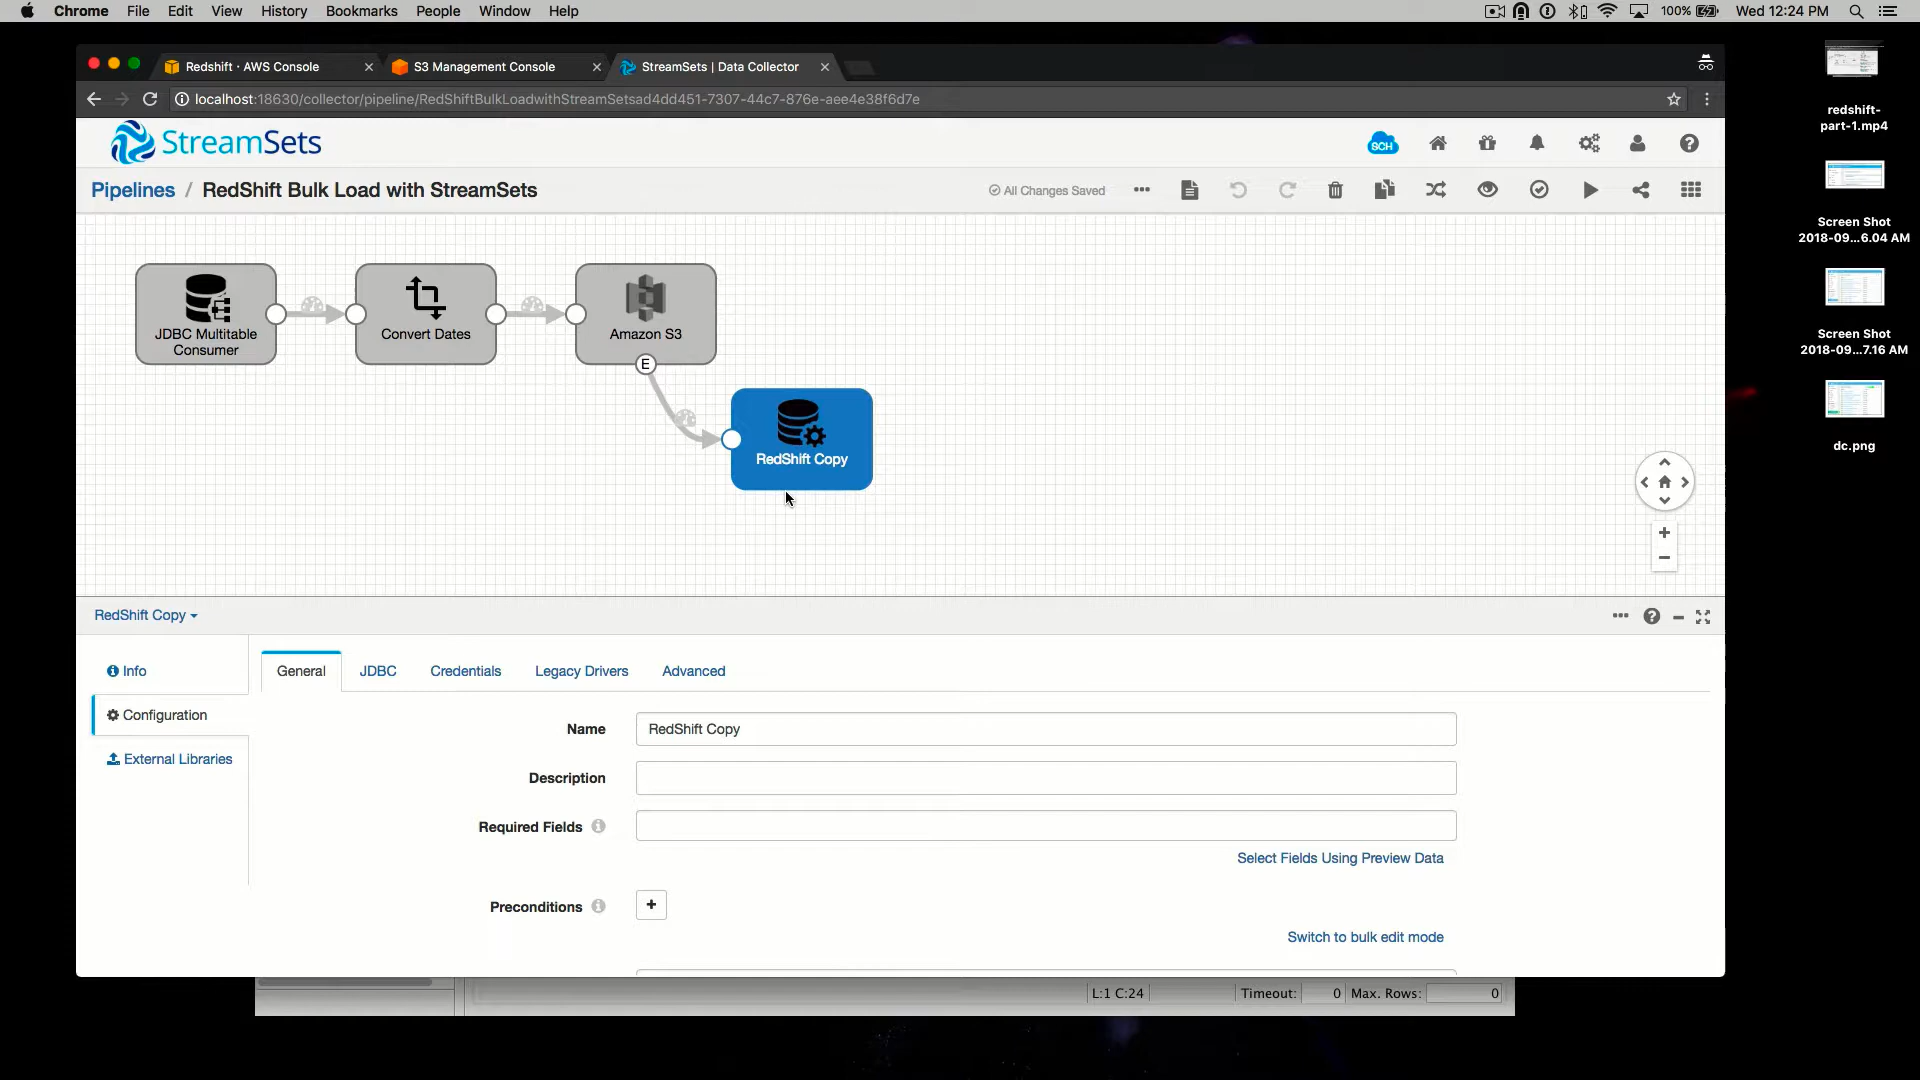 Chrome File Edit View History Bookmarks People Window Help 100% Wed 12:24 PM
Redshift · AWS Console
S3 Management Console
StreamSets | Data Collector
localhost:18630/collector/pipeline/RedShiftBulkLoadwithStreamSetsad4dd451-7307-44c7-876e-aee4e38f6d7e
StreamSets
SCH
Pipelines / RedShift Bulk Load with StreamSets
All Changes Saved
JDBC Multitable
Consumer
Convert Dates
Amazon S3
E
RedShift Copy
RedShift Copy
Info
Configuration
External Libraries
General JDBC Credentials Legacy Drivers Advanced
Name RedShift Copy
Description
Required Fields
Select Fields Using Preview Data
Preconditions +
Switch to bulk edit mode
L:1 C:24 Timeout: 0 Max. Rows: 0
redshift-
part-1.mp4
Screen Shot
2018-09...6.04 AM
Screen Shot
2018-09...7.16 AM
dc.png